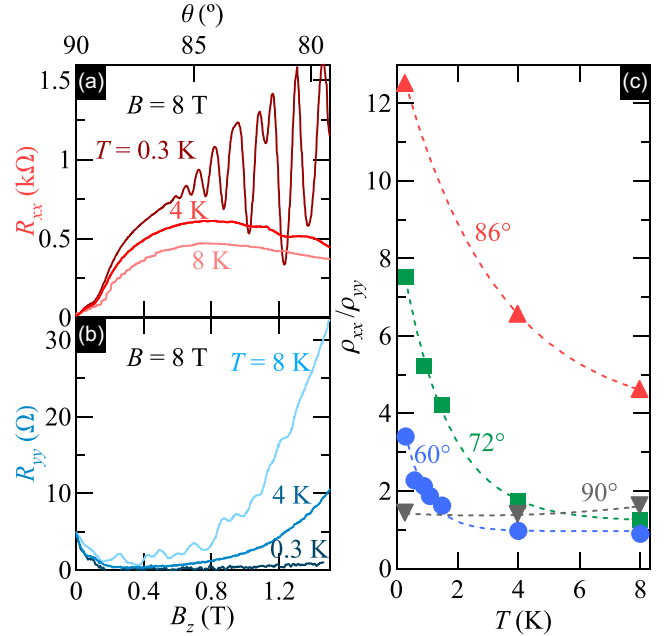 θ (º)
90 85 80
(a)
B = 8 T
T = 0.3 K
4 K
8 K
1.5
1
0.5
0
R_xx (kΩ)
(b)
B = 8 T
T = 8 K
4 K
0.3 K
30
20
10
0
R_yy (Ω)
0 0.4 0.8 1.2
B_z (T)
(c)
86°
72°
60°
90°
12
10
8
6
4
2
0
ρ_xx/ρ_yy
0 2 4 6 8
T (K)